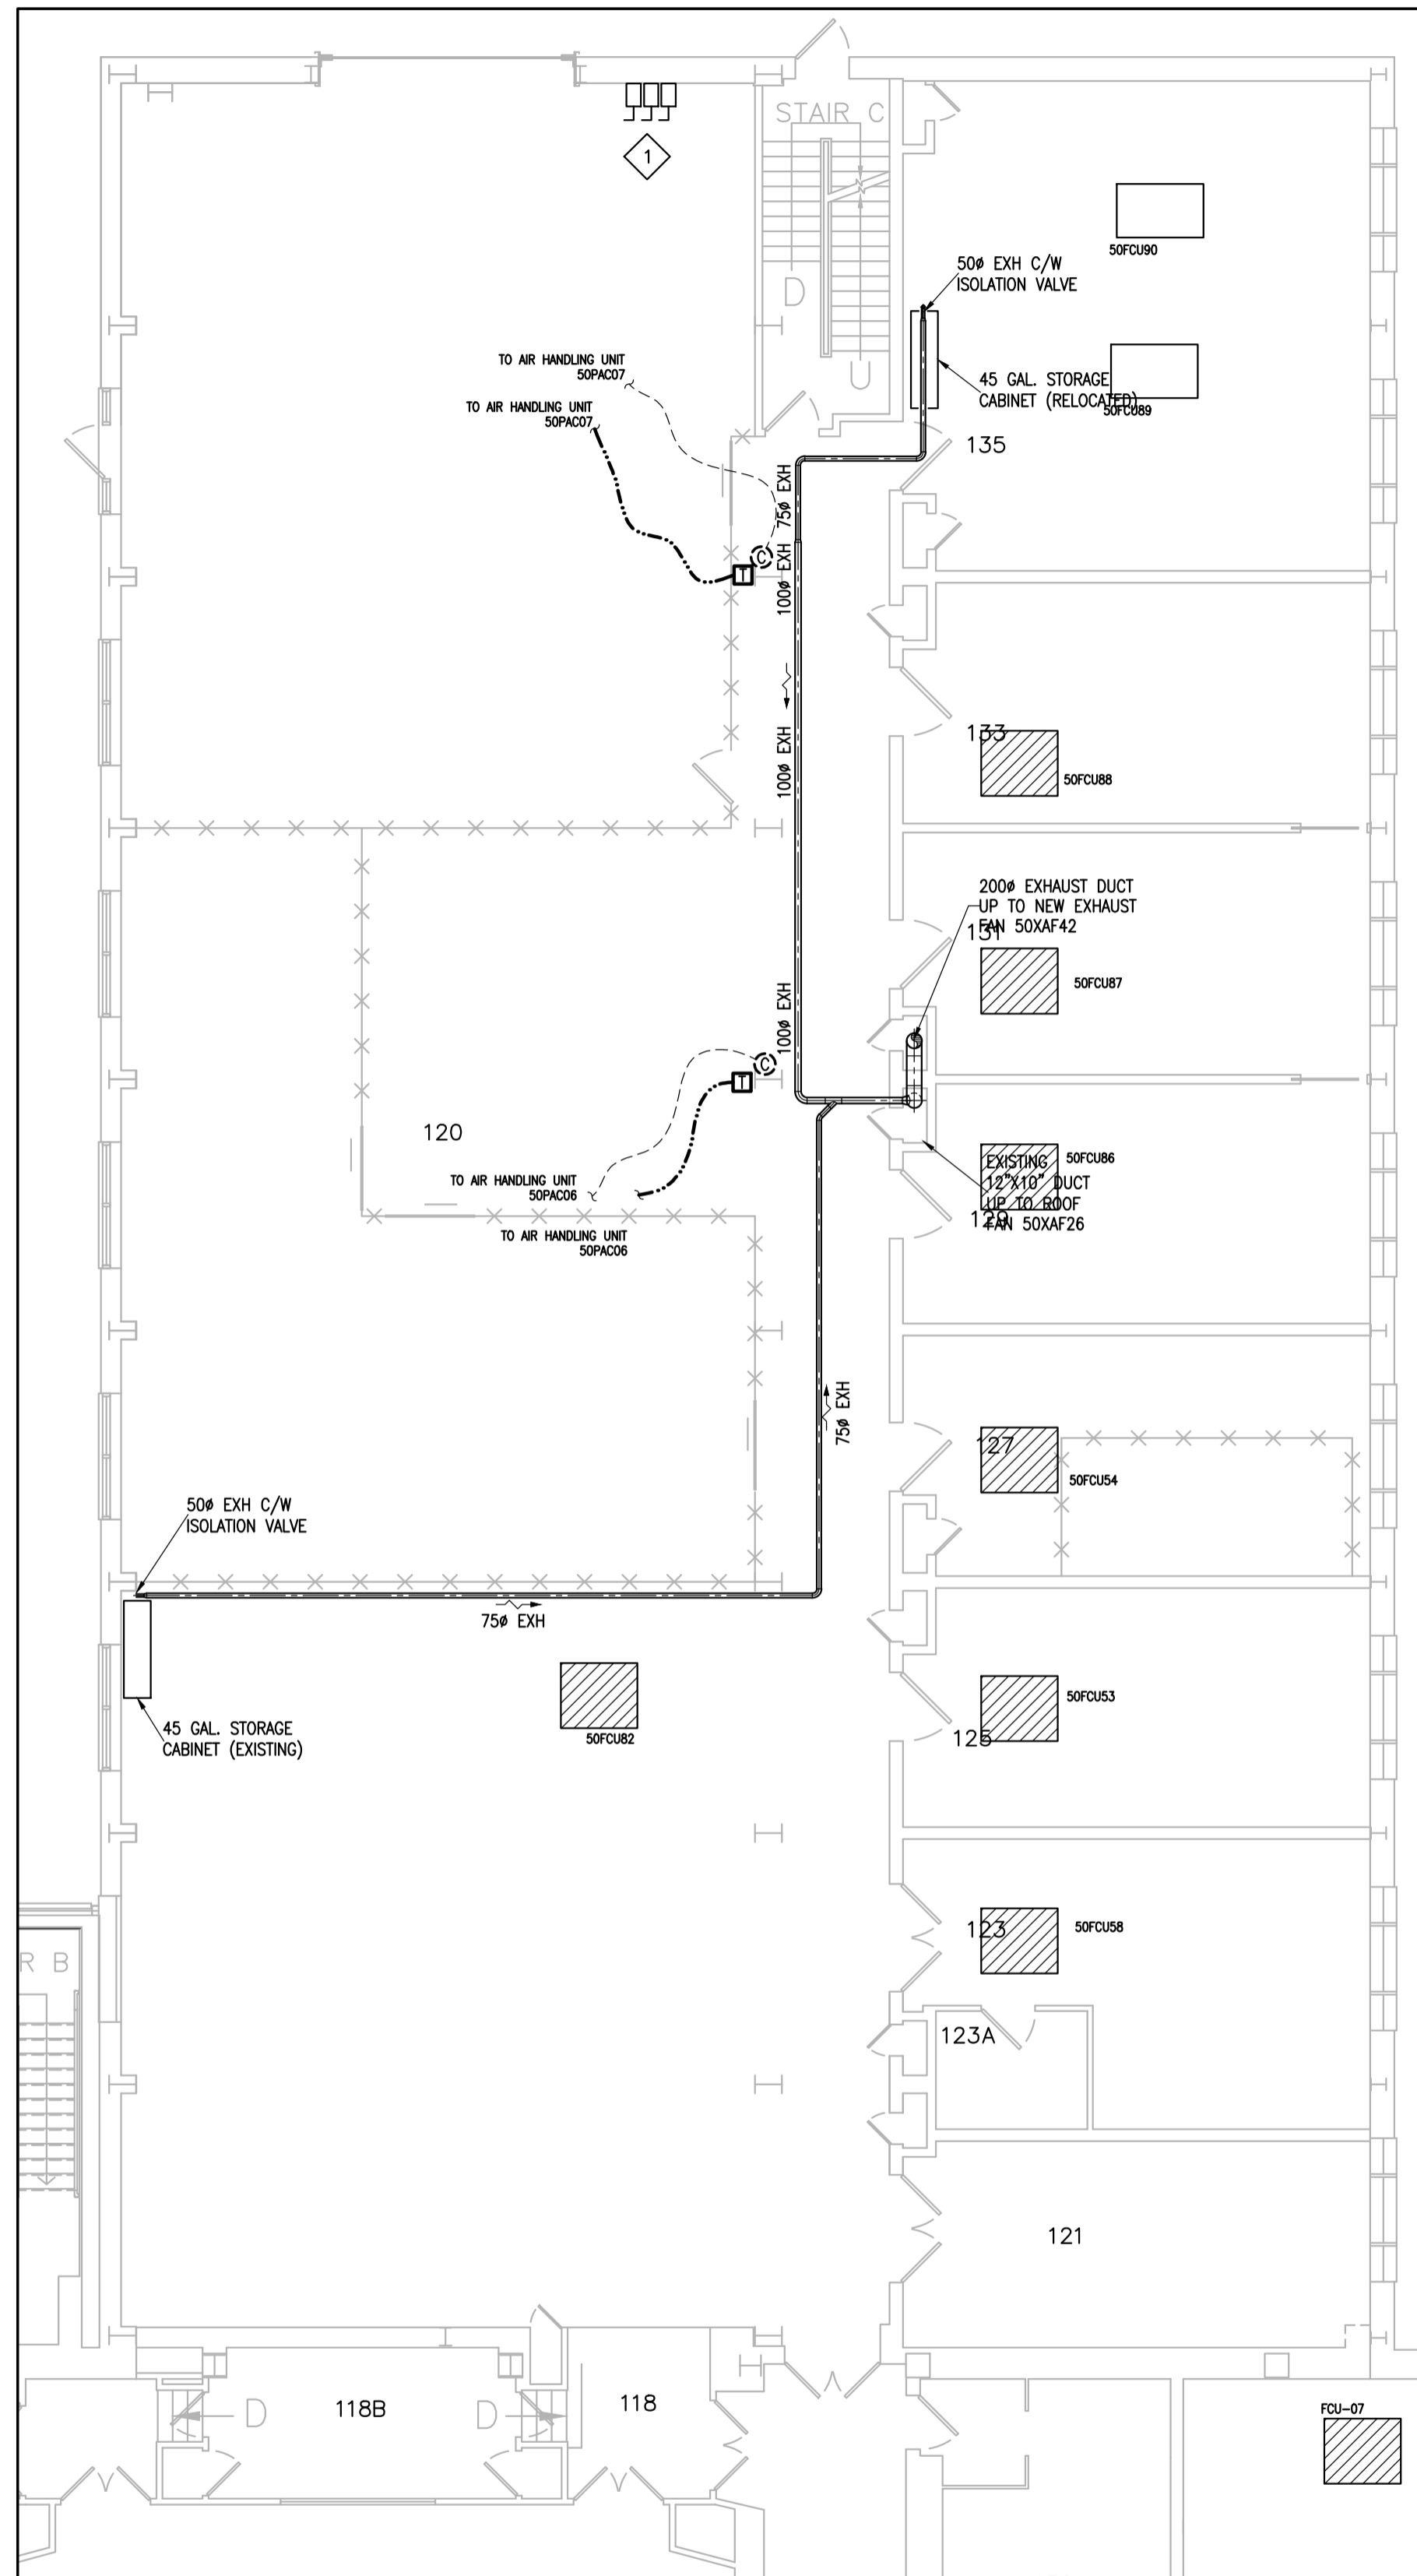 STAIR C
1
50FCU90
50ø EXH C/W
ISOLATION VALVE
D
TO AIR HANDLING UNIT
50PAC07
45 GAL. STORAGE
CABINET (RELOCATED)
50FCU89
U
TO AIR HANDLING UNIT
50PAC07
135
75ø EXH
C
T
100ø EXH
133
50FCU88
100ø EXH
200ø EXHAUST DUCT
UP TO NEW EXHAUST
FAN 50XAF42
131
50FCU87
100ø EXH
C
T
120
50FCU86
EXISTING
12"X10" DUCT
UP TO ROOF
FAN 50XAF26
129
TO AIR HANDLING UNIT
50PAC06
TO AIR HANDLING UNIT
50PAC06
75ø EXH
127
50FCU54
50ø EXH C/W
ISOLATION VALVE
75ø EXH
50FCU53
45 GAL. STORAGE
CABINET (EXISTING)
50FCU82
125
123
50FCU58
R B
123A
121
118B
118
D
D
FCU-07